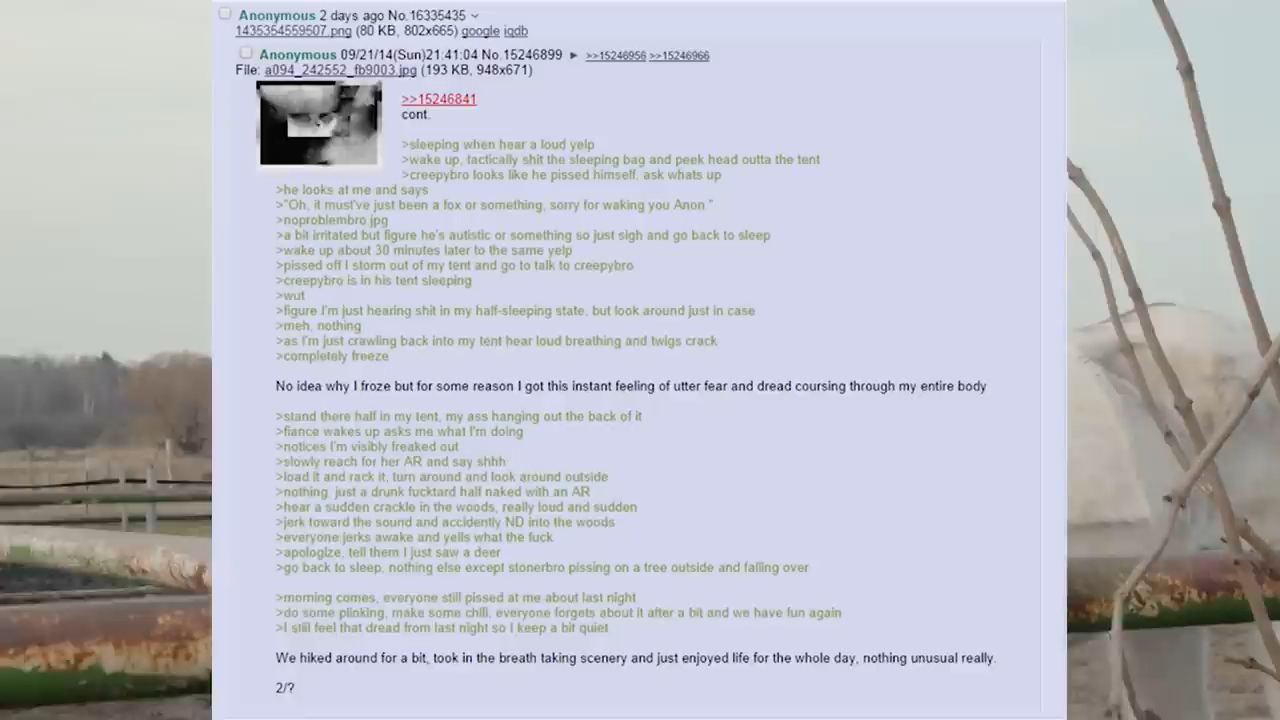 Anonymous 2 days ago No.16335435
1435354559507.png (80 KB, 802x665) google iqdb
Anonymous 09/21/14(Sun)21:41:04 No.15246899 ► >>15246956 >>15246966
File: a094_242552_fb9003.jpg (193 KB, 948x671)
>>15246841
cont.
>sleeping when hear a loud yelp
>wake up, tactically shit the sleeping bag and peek head outta the tent
>creepybro looks like he pissed himself, ask whats up
>he looks at me and says
>"Oh, it must've just been a fox or something, sorry for waking you Anon."
>noproblembro.jpg
>a bit irritated but figure he's autistic or something so just sigh and go back to sleep
>wake up about 30 minutes later to the same yelp
>pissed off I storm out of my tent and go to talk to creepybro
>creepybro is in his tent sleeping
>wut
>figure I'm just hearing shit in my half-sleeping state, but look around just in case
>meh, nothing
>as I'm just crawling back into my tent hear loud breathing and twigs crack
>completely freeze
No idea why I froze but for some reason I got this instant feeling of utter fear and dread coursing through my entire body
>stand there half in my tent, my ass hanging out the back of it
>fiance wakes up asks me what I'm doing
>notices I'm visibly freaked out
>slowly reach for her AR and say shhh
>load it and rack it, turn around and look around outside
>nothing, just a drunk fucktard half naked with an AR
>hear a sudden crackle in the woods, really loud and sudden
>jerk toward the sound and accidently ND into the woods
>everyone jerks awake and yells what the fuck
>apologize, tell them I just saw a deer
>go back to sleep, nothing else except stonerbro pissing on a tree outside and falling over
>morning comes, everyone still pissed at me about last night
>do some plinking, make some chili, everyone forgets about it after a bit and we have fun again
>I still feel that dread from last night so I keep a bit quiet
We hiked around for a bit, took in the breath taking scenery and just enjoyed life for the whole day, nothing unusual really.
2/?